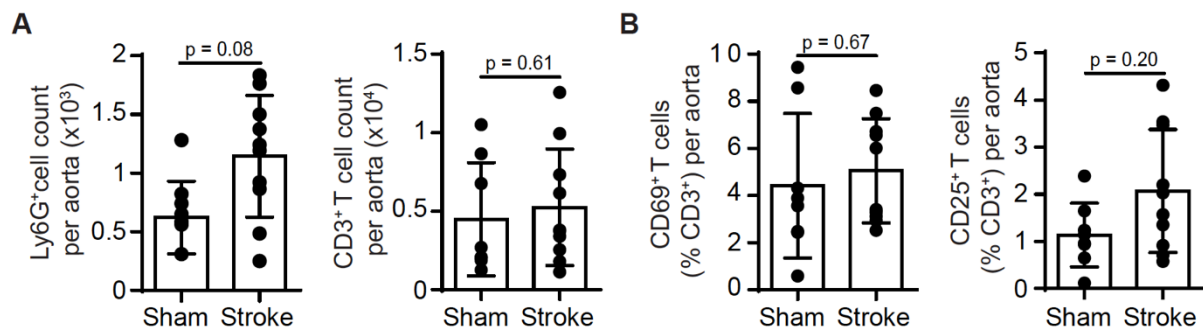 A
Ly6G⁺cell count
per aorta (x10³)
2
1.5
1
0.5
0
p = 0.08
Sham Stroke
CD3⁺T cell count
per aorta (x10⁴)
1.5
1
0.5
0
p = 0.61
Sham Stroke
B
CD69⁺ T cells
(% CD3⁺) per aorta
10
8
6
4
2
0
p = 0.67
Sham Stroke
CD25⁺ T cells
(% CD3⁺) per aorta
5
4
3
2
1
0
p = 0.20
Sham Stroke